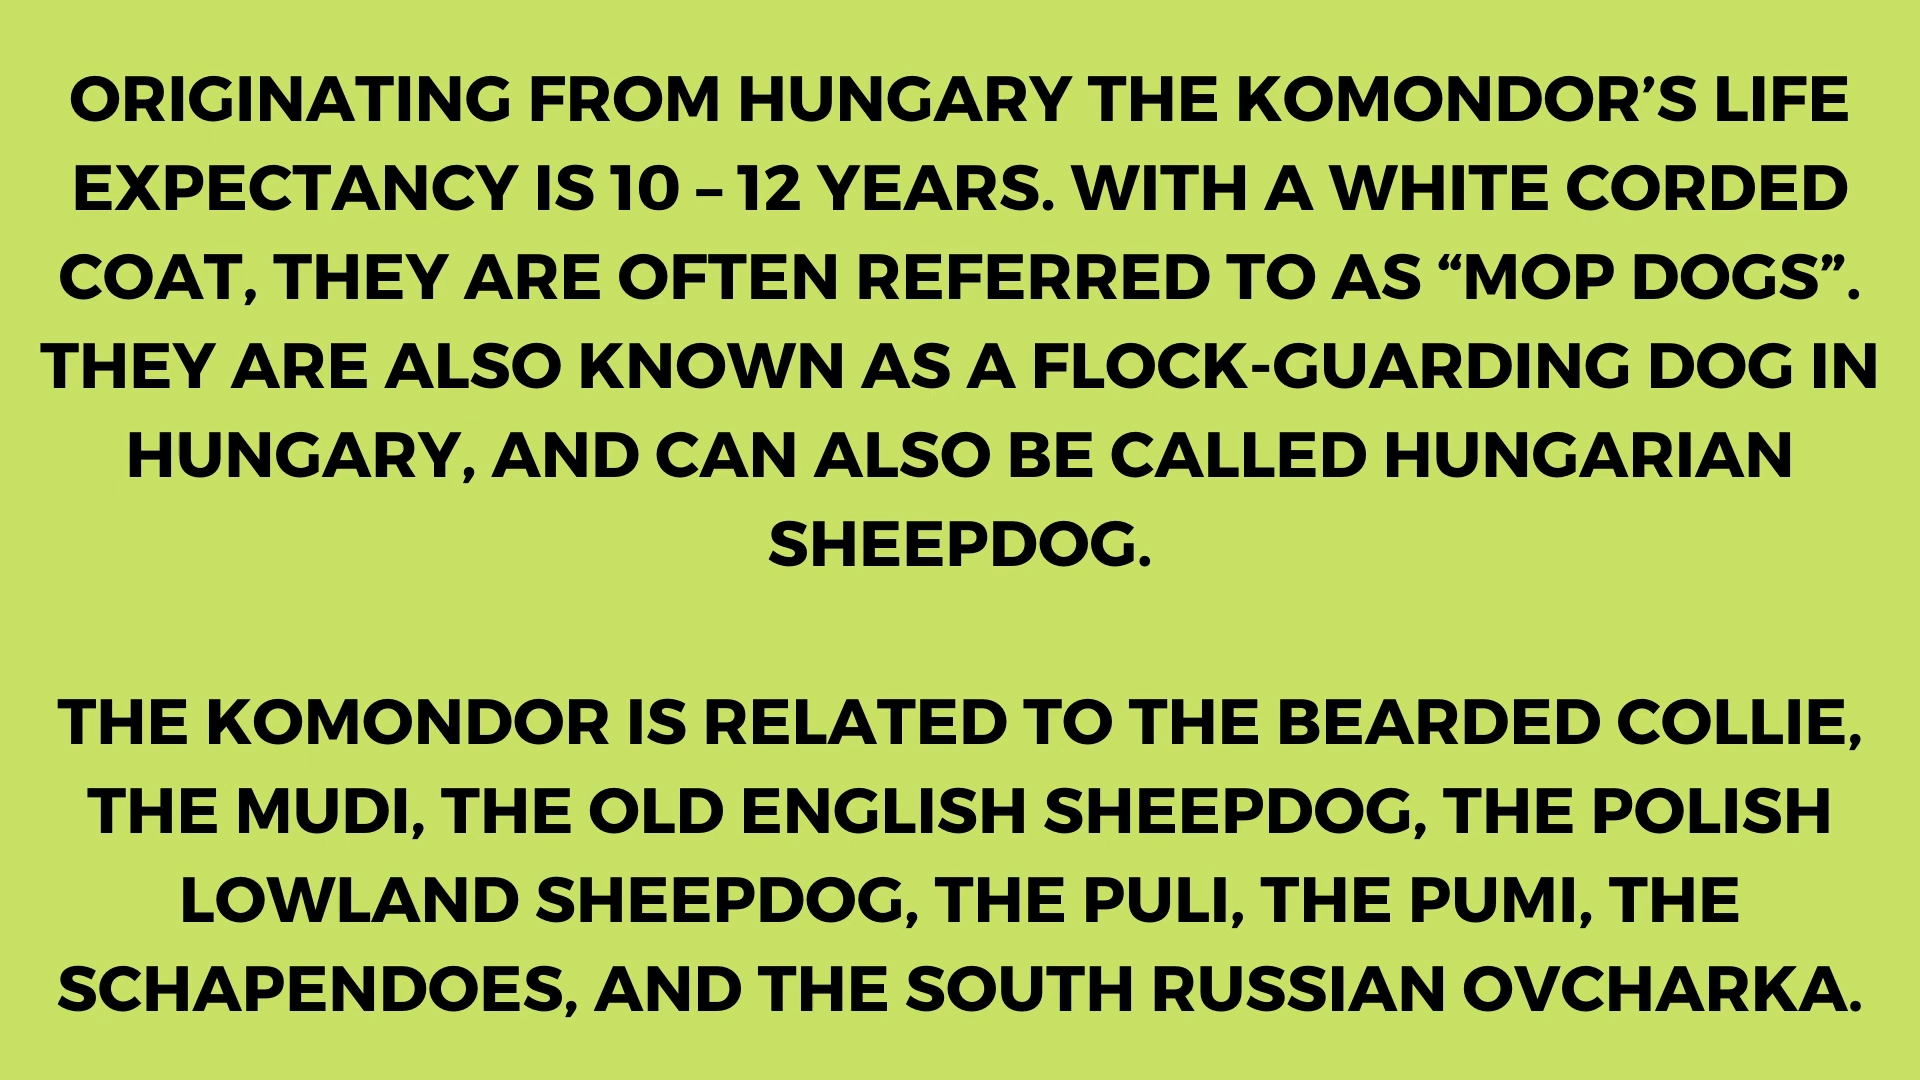 ORIGINATING FROM HUNGARY THE KOMONDOR’S LIFE
EXPECTANCY IS 10 – 12 YEARS. WITH A WHITE CORDED
COAT, THEY ARE OFTEN REFERRED TO AS “MOP DOGS”.
THEY ARE ALSO KNOWN AS A FLOCK-GUARDING DOG IN
HUNGARY, AND CAN ALSO BE CALLED HUNGARIAN
SHEEPDOG.
THE KOMONDOR IS RELATED TO THE BEARDED COLLIE,
THE MUDI, THE OLD ENGLISH SHEEPDOG, THE POLISH
LOWLAND SHEEPDOG, THE PULI, THE PUMI, THE
SCHAPENDOES, AND THE SOUTH RUSSIAN OVCHARKA.